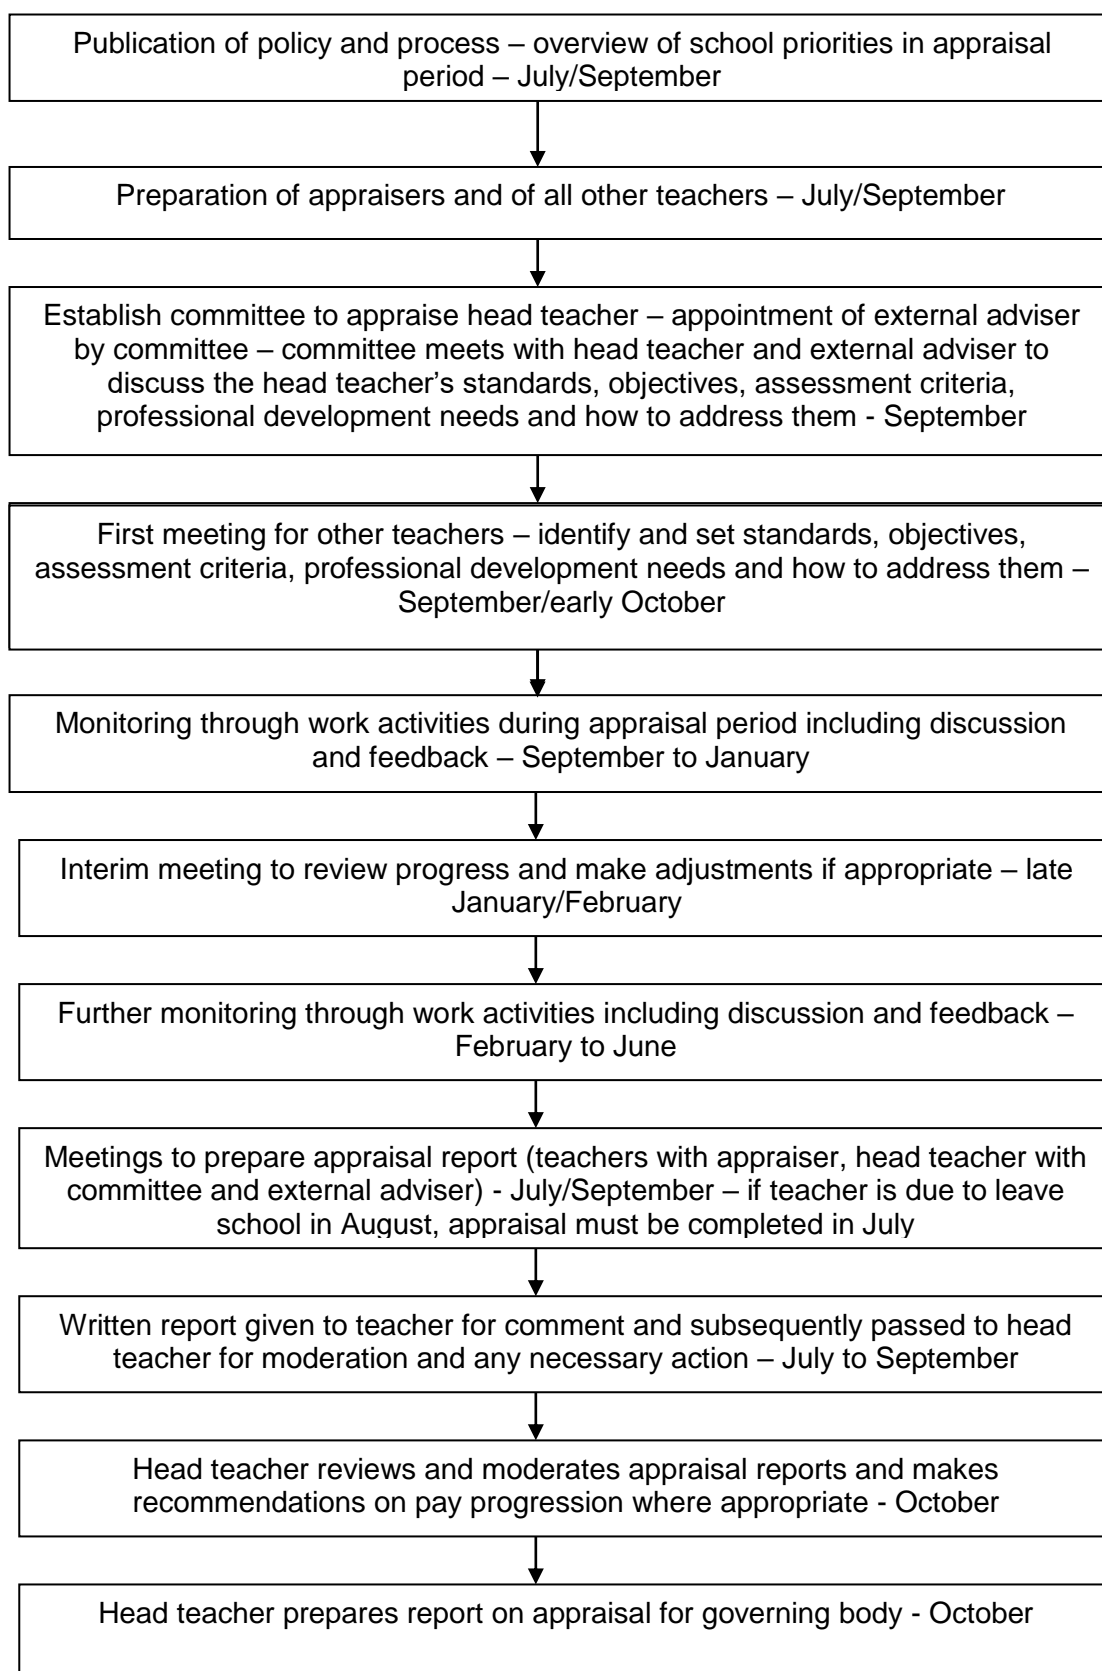 Publication of policy and process – overview of school priorities in appraisal
period – July/September
Preparation of appraisers and of all other teachers – July/September
Establish committee to appraise head teacher – appointment of external adviser
by committee – committee meets with head teacher and external adviser to
discuss the head teacher’s standards, objectives, assessment criteria,
professional development needs and how to address them - September
First meeting for other teachers – identify and set standards, objectives,
assessment criteria, professional development needs and how to address them –
September/early October
Monitoring through work activities during appraisal period including discussion
and feedback – September to January
Interim meeting to review progress and make adjustments if appropriate – late
January/February
Further monitoring through work activities including discussion and feedback –
February to June
Meetings to prepare appraisal report (teachers with appraiser, head teacher with
committee and external adviser) - July/September – if teacher is due to leave
school in August, appraisal must be completed in July
Written report given to teacher for comment and subsequently passed to head
teacher for moderation and any necessary action – July to September
Head teacher reviews and moderates appraisal reports and makes
recommendations on pay progression where appropriate - October
Head teacher prepares report on appraisal for governing body - October